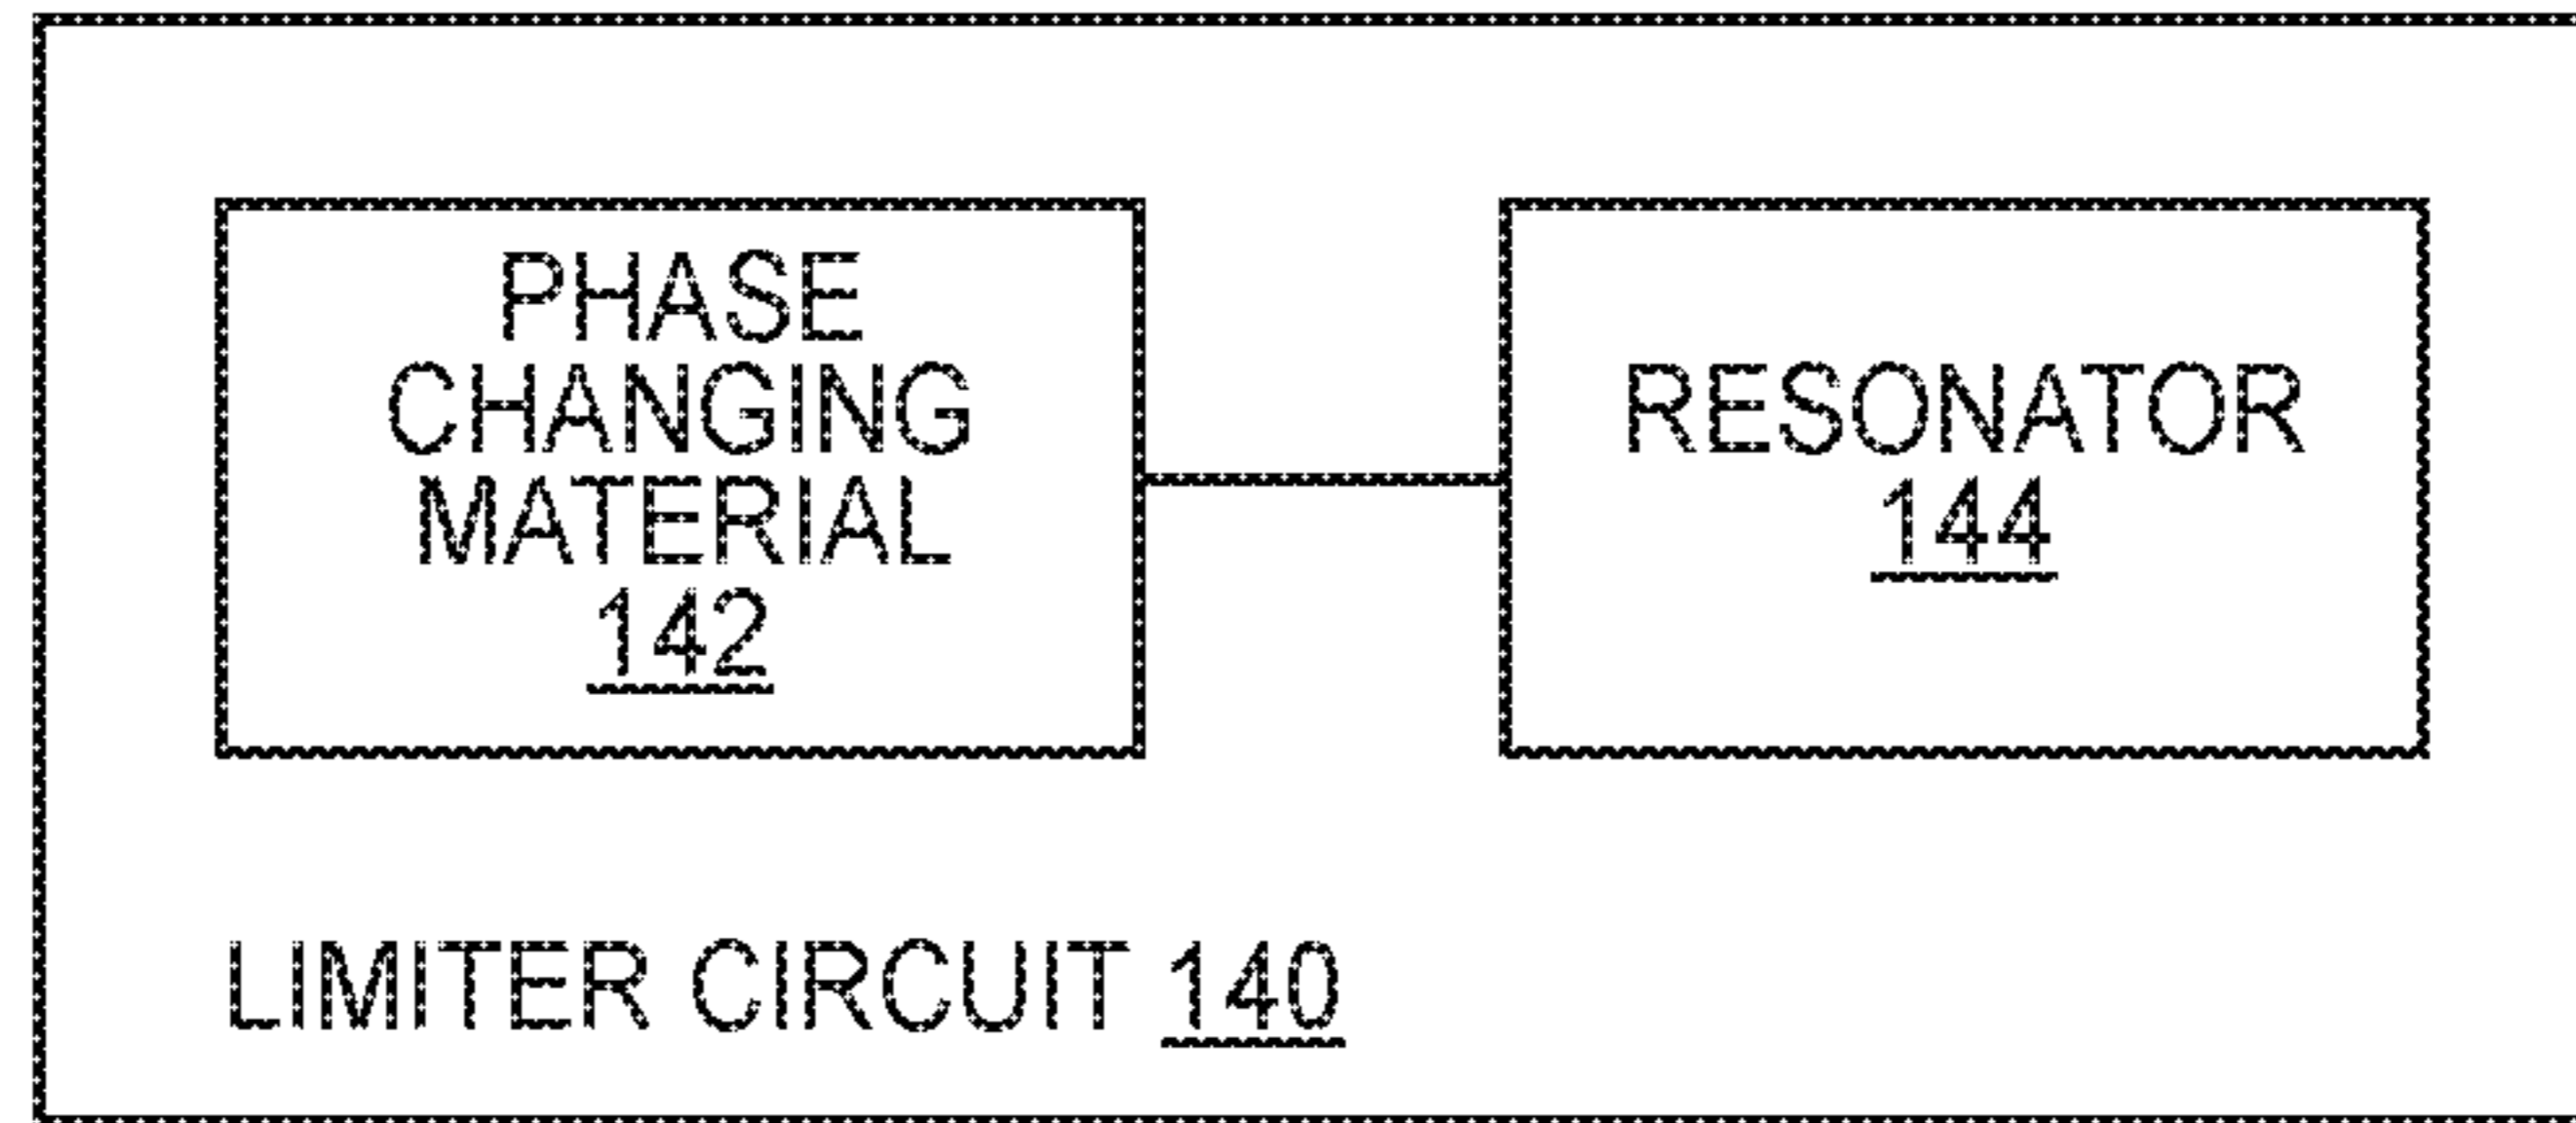 PHASE
CHANGING
MATERIAL
142
RESONATOR
144
LIMITER CIRCUIT 140